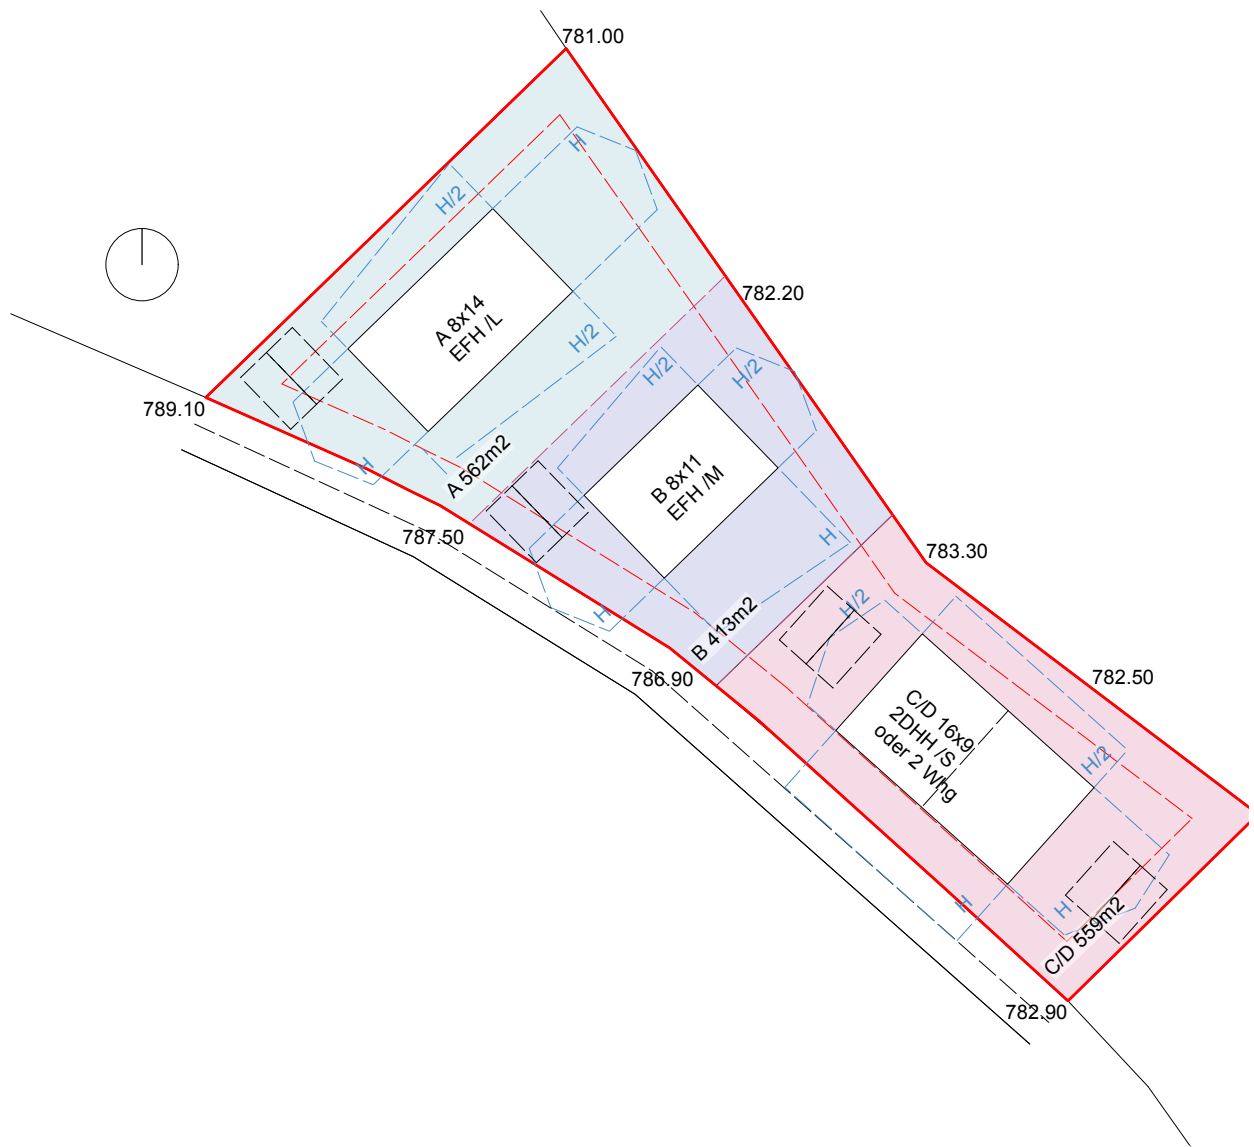 781.00
H
H/2
A 8x14
EFH /L
782.20
H/2
H/2
H/2
789.10
H
A 562m2
B 8x11
EFH /M
787.50
H
783.30
H
H/2
B 413m2
786.90
782.50
C/D 16x9
2DHH /S
oder 2 Whg
H/2
H
H
C/D 559m2
782.90